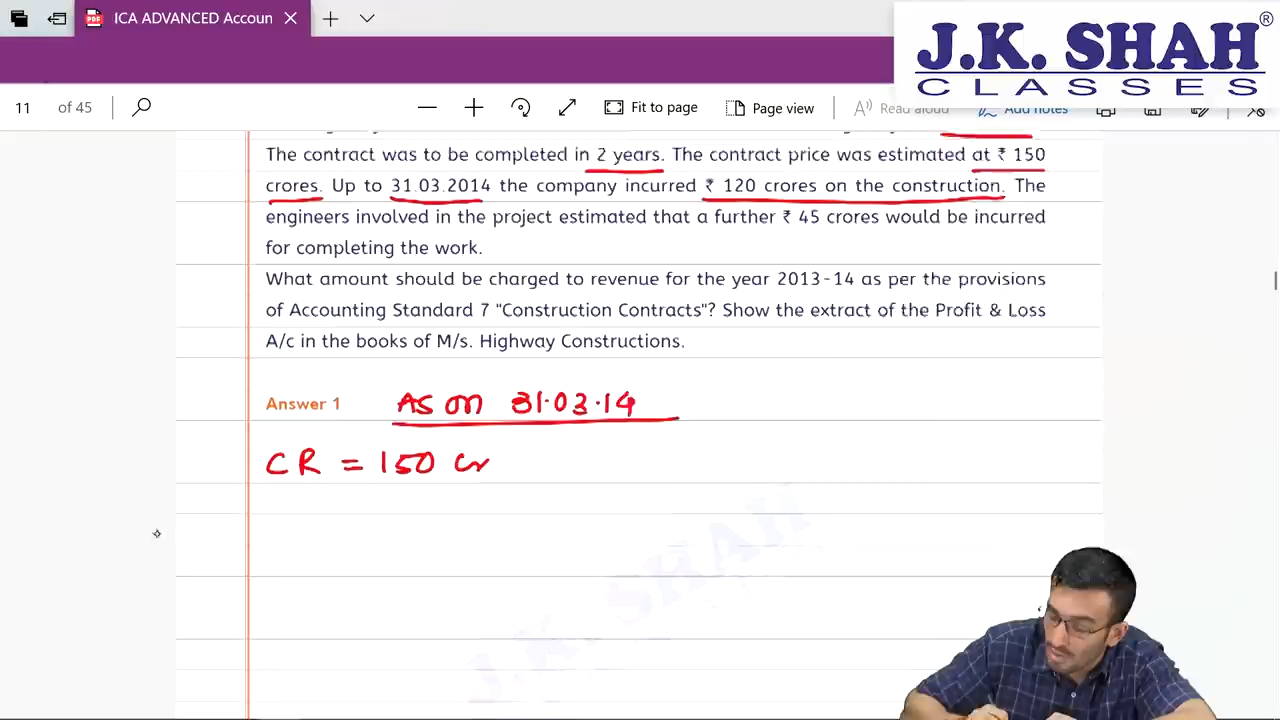 ICA ADVANCED Accoun
J.K. SHAH®
CLASSES
11 of 45
Fit to page
Page view
Read aloud
Add notes
The contract was to be completed in 2 years. The contract price was estimated at ₹ 150
crores. Up to 31.03.2014 the company incurred ₹ 120 crores on the construction. The
engineers involved in the project estimated that a further ₹ 45 crores would be incurred
for completing the work.
What amount should be charged to revenue for the year 2013-14 as per the provisions
of Accounting Standard 7 "Construction Contracts"? Show the extract of the Profit & Loss
A/c in the books of M/s. Highway Constructions.
Answer 1 As on 31.03.14
CR = 150 Cr
J.K. SHAH